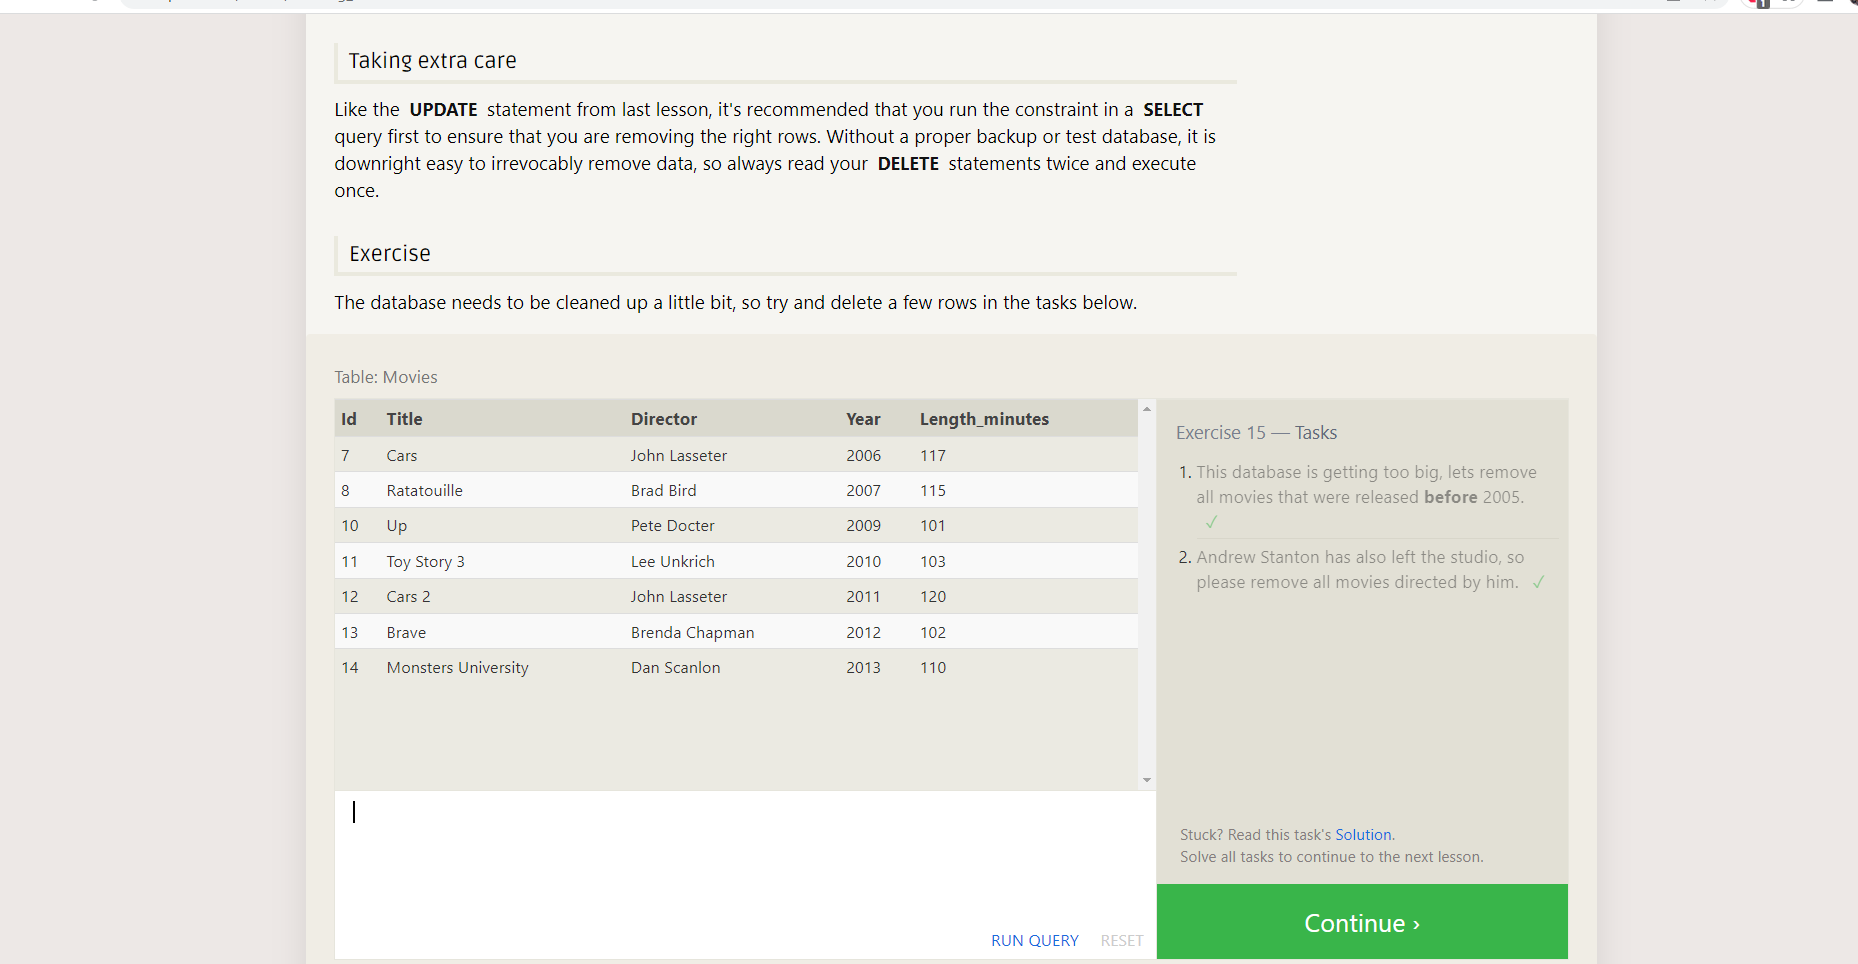 Taking extra care
Like the UPDATE statement from last lesson, it's recommended that you run the constraint in a SELECT
query first to ensure that you are removing the right rows. Without a proper backup or test database, it is
downright easy to irrevocably remove data, so always read your DELETE statements twice and execute
once.
Exercise
The database needs to be cleaned up a little bit, so try and delete a few rows in the tasks below.
Table: Movies
Id Title Director Year Length_minutes
7 Cars John Lasseter 2006 117
8 Ratatouille Brad Bird 2007 115
10 Up Pete Docter 2009 101
11 Toy Story 3 Lee Unkrich 2010 103
12 Cars 2 John Lasseter 2011 120
13 Brave Brenda Chapman 2012 102
14 Monsters University Dan Scanlon 2013 110
RUN QUERY RESET
Exercise 15 — Tasks
1. This database is getting too big, lets remove
all movies that were released before 2005.
✓
2. Andrew Stanton has also left the studio, so
please remove all movies directed by him. ✓
Stuck? Read this task's Solution.
Solve all tasks to continue to the next lesson.
Continue ›